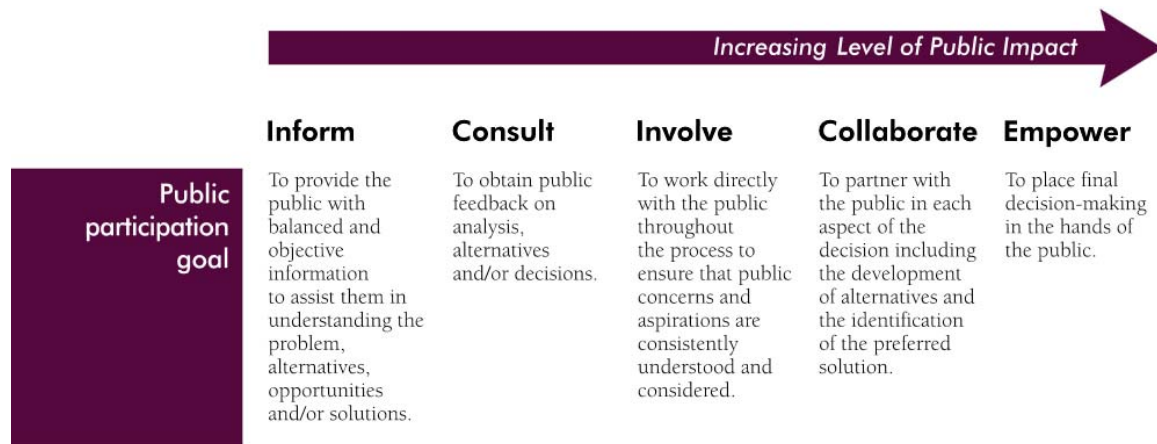 Increasing Level of Public Impact
Inform
Consult
Involve
Collaborate
Empower
Public
participation
goal
To provide the
public with
balanced and
objective
information
to assist them in
understanding the
problem,
alternatives,
opportunities
and/or solutions.
To obtain public
feedback on
analysis,
alternatives
and/or decisions.
To work directly
with the public
throughout
the process to
ensure that public
concerns and
aspirations are
consistently
understood and
considered.
To partner with
the public in each
aspect of the
decision including
the development
of alternatives and
the identification
of the preferred
solution.
To place final
decision-making
in the hands of
the public.